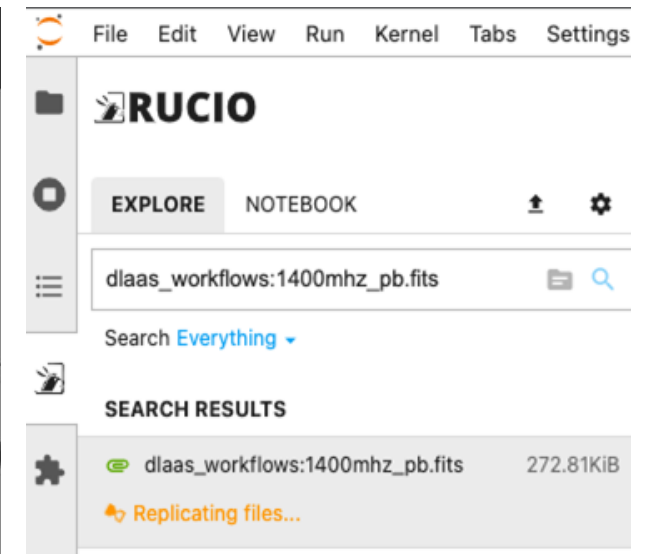 File Edit View Run Kernel Tabs Settings
RUCIO
EXPLORE NOTEBOOK
dlaas_workflows:1400mhz_pb.fits
Search Everything
SEARCH RESULTS
dlaas_workflows:1400mhz_pb.fits 272.81KiB
Replicating files...